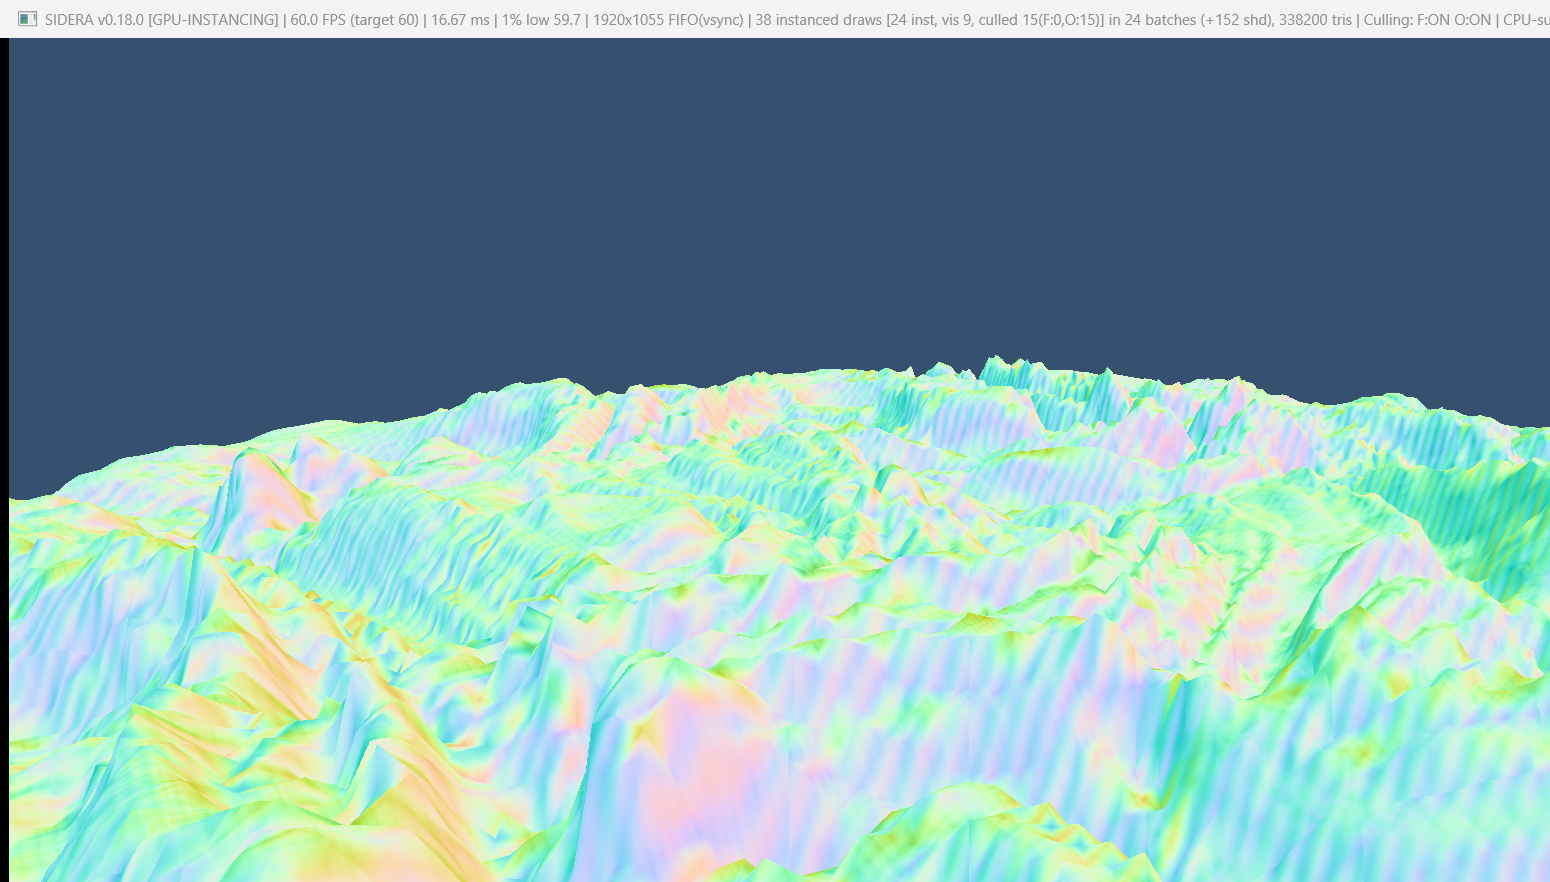 SIDERA v0.18.0 [GPU-INSTANCING] | 60.0 FPS (target 60) | 16.67 ms | 1% low 59.7 | 1920x1055 FIFO(vsync) | 38 instanced draws [24 inst, vis 9, culled 15(F:0,O:15)] in 24 batches (+152 shd), 338200 tris | Culling: F:ON O:ON | CPU-su